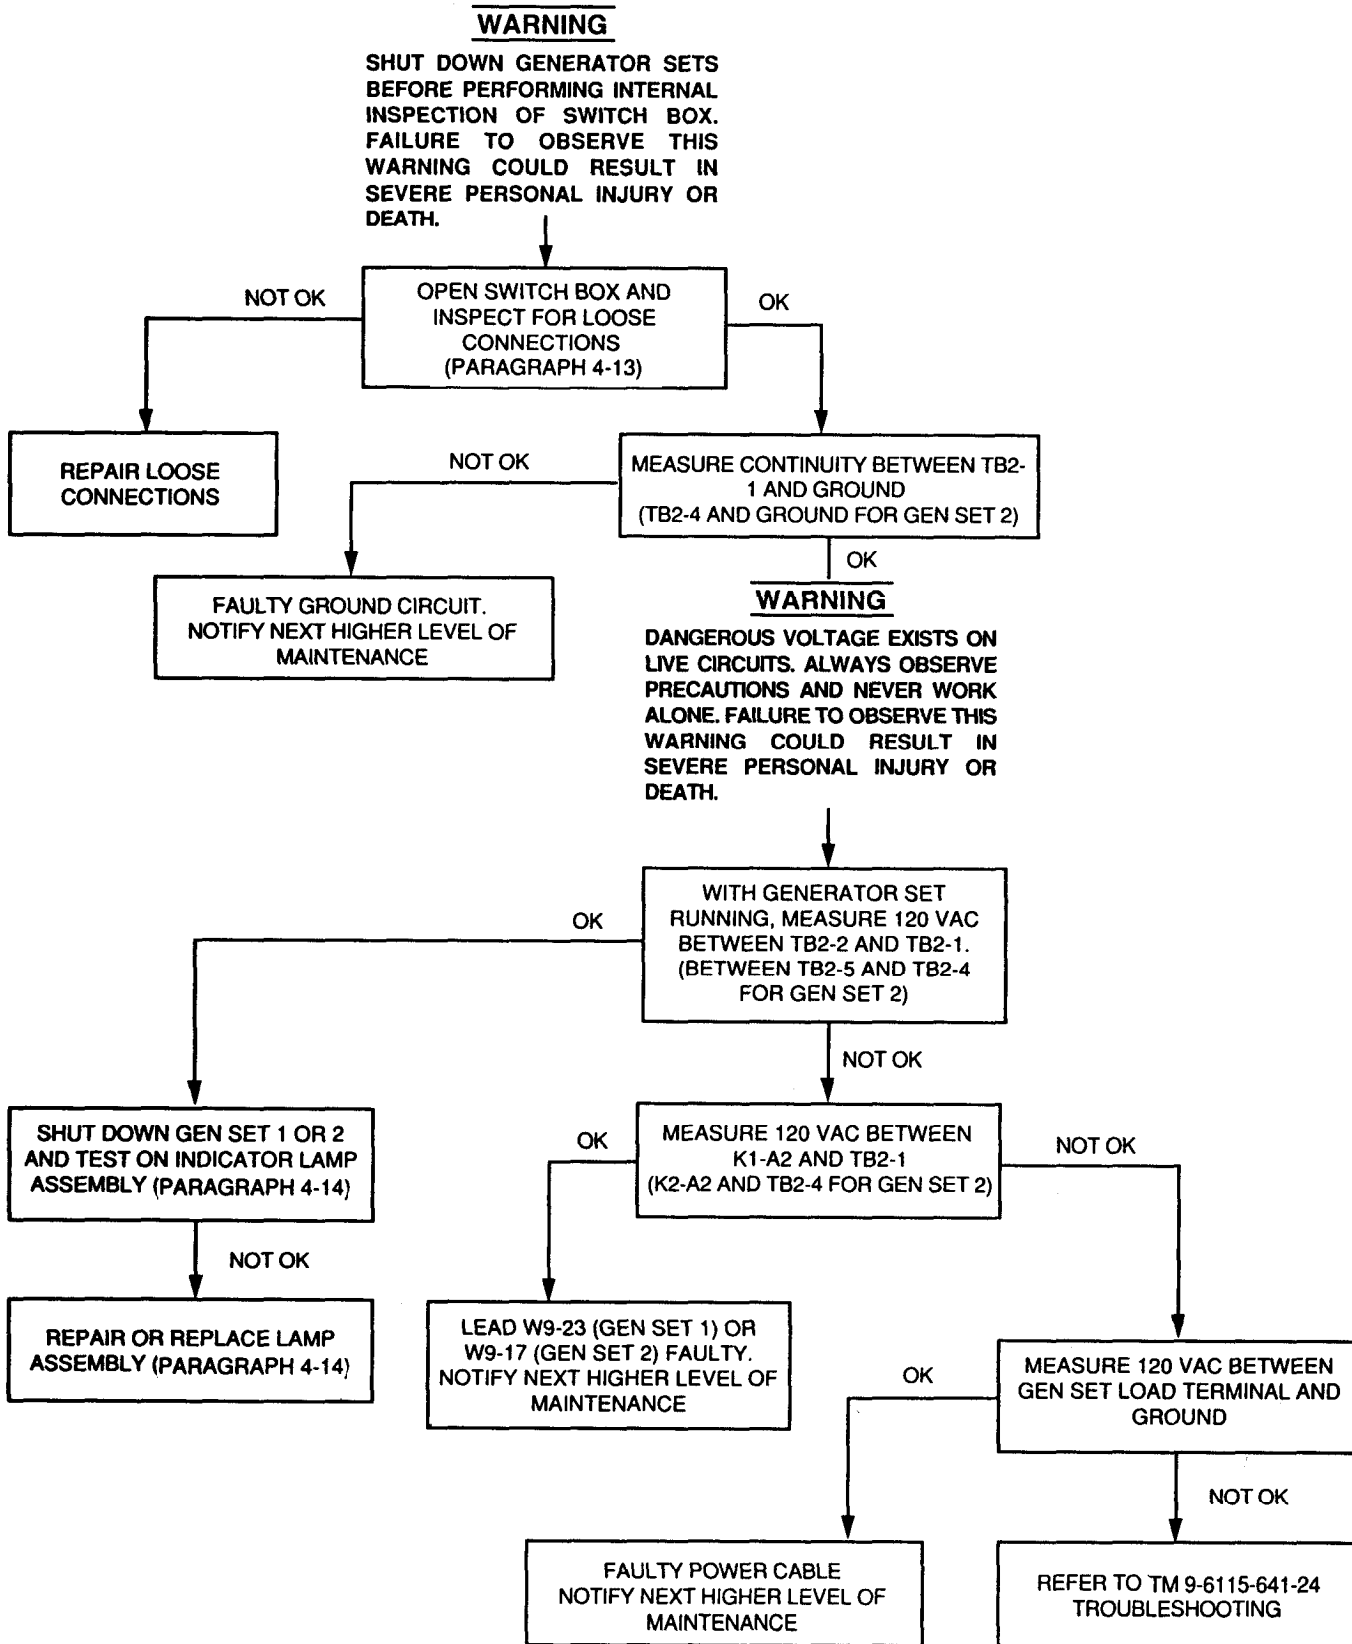 WARNING
SHUT DOWN GENERATOR SETS
BEFORE PERFORMING INTERNAL
INSPECTION OF SWITCH BOX.
FAILURE TO OBSERVE THIS
WARNING COULD RESULT IN
SEVERE PERSONAL INJURY OR
DEATH.
NOT OK
OPEN SWITCH BOX AND
INSPECT FOR LOOSE
CONNECTIONS
(PARAGRAPH 4-13)
OK
REPAIR LOOSE
CONNECTIONS
NOT OK
MEASURE CONTINUITY BETWEEN TB2-
1 AND GROUND
(TB2-4 AND GROUND FOR GEN SET 2)
OK
FAULTY GROUND CIRCUIT.
NOTIFY NEXT HIGHER LEVEL OF
MAINTENANCE
WARNING
DANGEROUS VOLTAGE EXISTS ON
LIVE CIRCUITS. ALWAYS OBSERVE
PRECAUTIONS AND NEVER WORK
ALONE. FAILURE TO OBSERVE THIS
WARNING COULD RESULT IN
SEVERE PERSONAL INJURY OR
DEATH.
OK
WITH GENERATOR SET
RUNNING, MEASURE 120 VAC
BETWEEN TB2-2 AND TB2-1.
(BETWEEN TB2-5 AND TB2-4
FOR GEN SET 2)
NOT OK
SHUT DOWN GEN SET 1 OR 2
AND TEST ON INDICATOR LAMP
ASSEMBLY (PARAGRAPH 4-14)
OK
MEASURE 120 VAC BETWEEN
K1-A2 AND TB2-1
(K2-A2 AND TB2-4 FOR GEN SET 2)
NOT OK
NOT OK
REPAIR OR REPLACE LAMP
ASSEMBLY (PARAGRAPH 4-14)
LEAD W9-23 (GEN SET 1) OR
W9-17 (GEN SET 2) FAULTY.
NOTIFY NEXT HIGHER LEVEL OF
MAINTENANCE
OK
MEASURE 120 VAC BETWEEN
GEN SET LOAD TERMINAL AND
GROUND
NOT OK
FAULTY POWER CABLE
NOTIFY NEXT HIGHER LEVEL OF
MAINTENANCE
REFER TO TM 9-6115-641-24
TROUBLESHOOTING